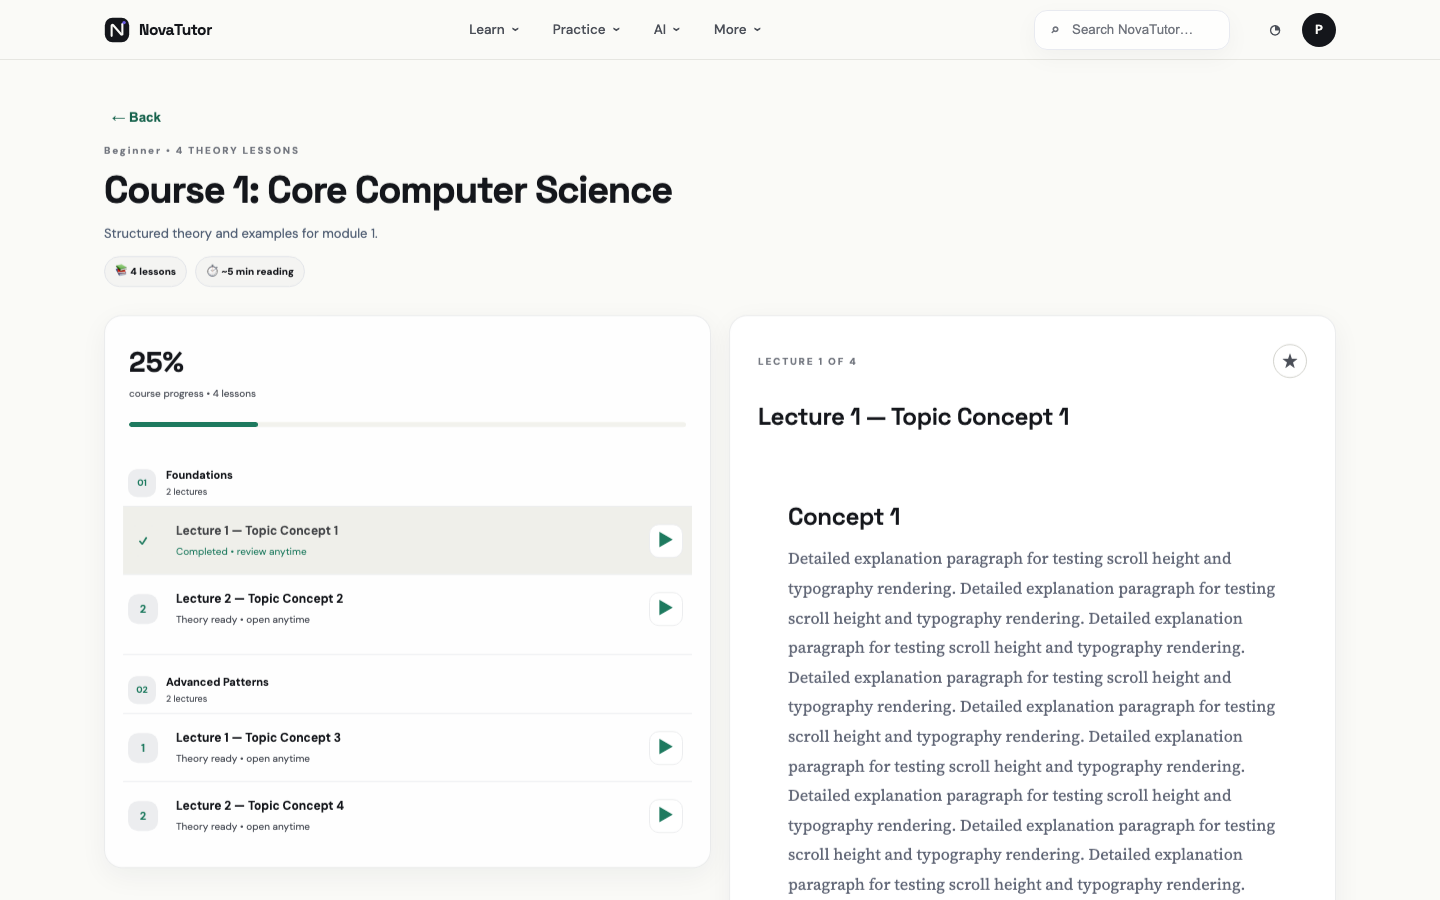 N NovaTutor
Learn
Practice
AI
More
Search NovaTutor...
P
← Back
Beginner • 4 THEORY LESSONS
Course 1: Core Computer Science
Structured theory and examples for module 1.
4 lessons
~5 min reading
25%
course progress • 4 lessons
01
Foundations
2 lectures
✓
Lecture 1 — Topic Concept 1
Completed • review anytime
2
Lecture 2 — Topic Concept 2
Theory ready • open anytime
02
Advanced Patterns
2 lectures
1
Lecture 1 — Topic Concept 3
Theory ready • open anytime
2
Lecture 2 — Topic Concept 4
Theory ready • open anytime
LECTURE 1 OF 4
★
Lecture 1 — Topic Concept 1
Concept 1
Detailed explanation paragraph for testing scroll height and
typography rendering. Detailed explanation paragraph for testing
scroll height and typography rendering. Detailed explanation
paragraph for testing scroll height and typography rendering.
Detailed explanation paragraph for testing scroll height and
typography rendering. Detailed explanation paragraph for testing
scroll height and typography rendering. Detailed explanation
paragraph for testing scroll height and typography rendering.
Detailed explanation paragraph for testing scroll height and
typography rendering. Detailed explanation paragraph for testing
scroll height and typography rendering. Detailed explanation
paragraph for testing scroll height and typography rendering.